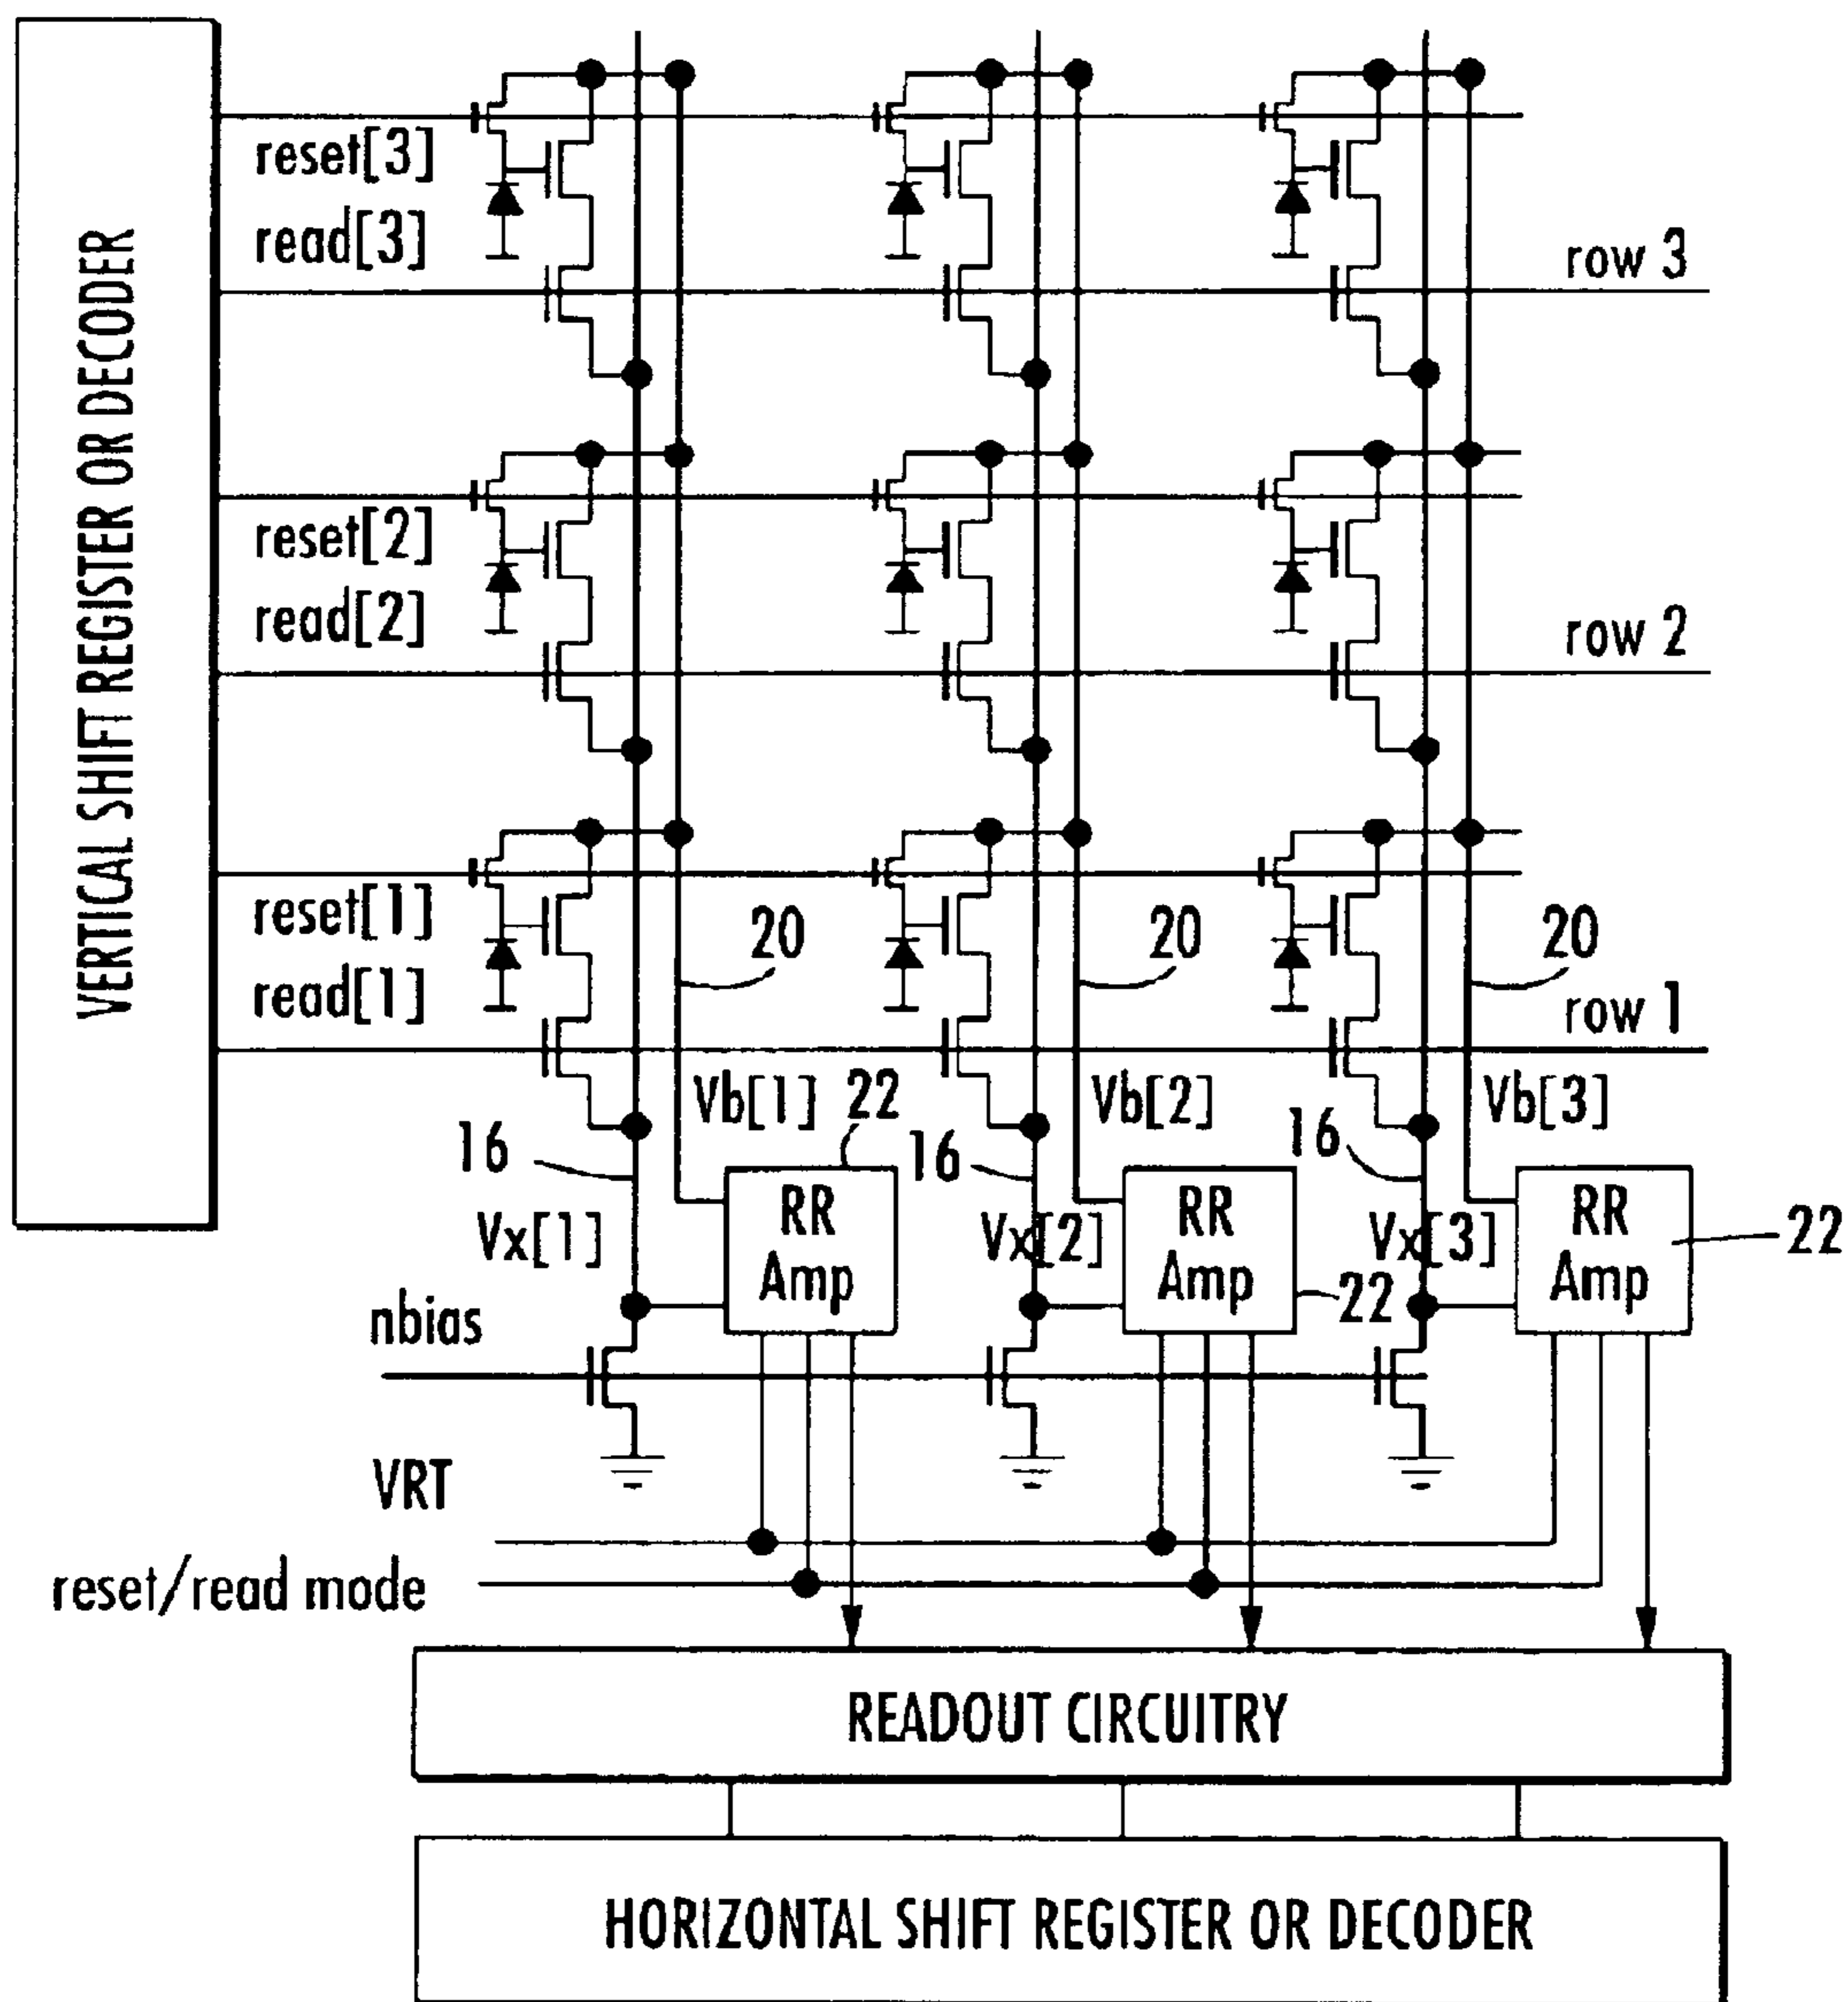 VERTICAL SHIFT REGISTER OR DECODER
reset[3]
read[3]
row 3
reset[2]
read[2]
row 2
reset[1]
20
20
20
read[1]
row 1
Vb[1]
22
Vb[2]
Vb[3]
16
16
16
RR
Amp
RR
Amp
RR
Amp
Vx[1]
Vx[2]
Vx[3]
22
22
nbias
VRT
reset/read mode
READOUT CIRCUITRY
HORIZONTAL SHIFT REGISTER OR DECODER